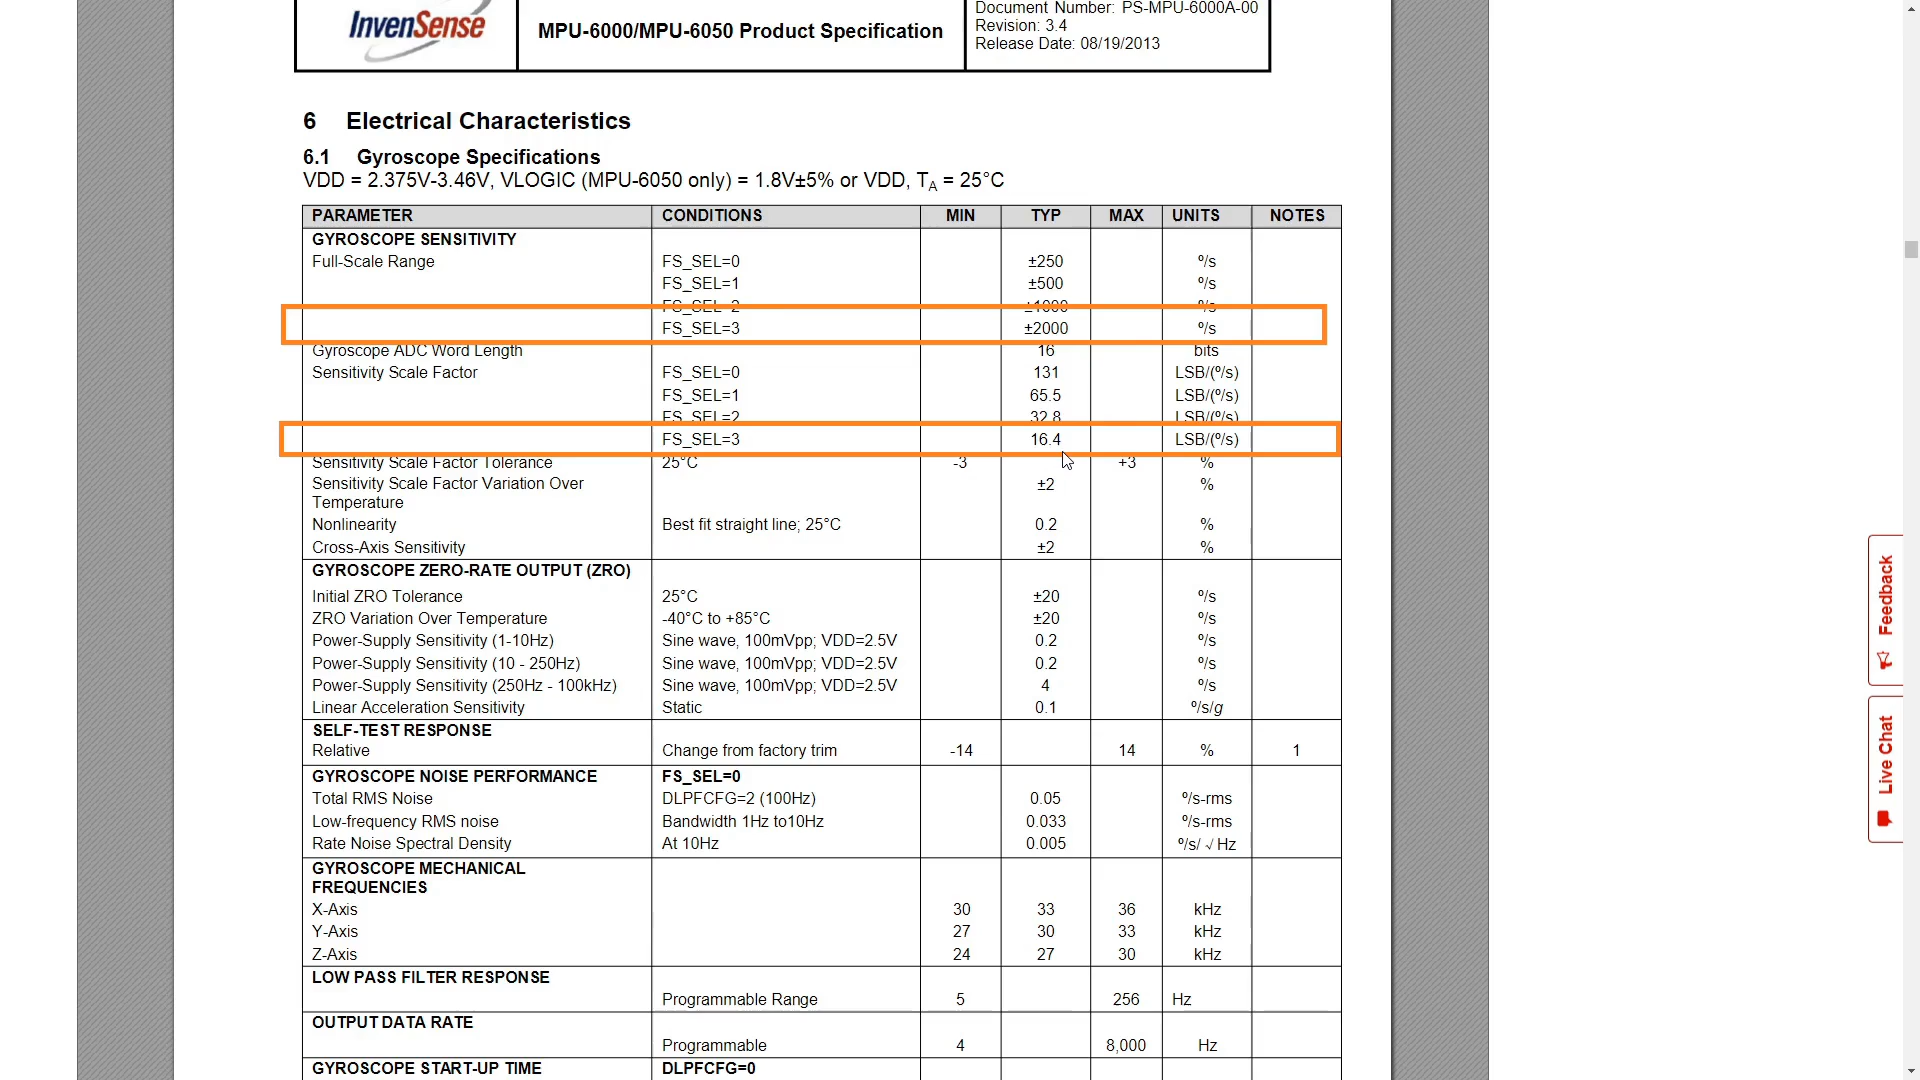 InvenSense
MPU-6000/MPU-6050 Product Specification
Document Number: PS-MPU-6000A-00
Revision: 3.4
Release Date: 08/19/2013
6 Electrical Characteristics
6.1 Gyroscope Specifications
VDD = 2.375V-3.46V, VLOGIC (MPU-6050 only) = 1.8V±5% or VDD, TA = 25°C
PARAMETER CONDITIONS MIN TYP MAX UNITS NOTES
GYROSCOPE SENSITIVITY
Full-Scale Range FS_SEL=0 ±250 º/s
FS_SEL=1 ±500 º/s
FS_SEL=2 ±1000 º/s
FS_SEL=3 ±2000 º/s
Gyroscope ADC Word Length 16 bits
Sensitivity Scale Factor FS_SEL=0 131 LSB/(º/s)
FS_SEL=1 65.5 LSB/(º/s)
FS_SEL=2 32.8 LSB/(º/s)
FS_SEL=3 16.4 LSB/(º/s)
Sensitivity Scale Factor Tolerance 25°C -3 +3 %
Sensitivity Scale Factor Variation Over ±2 %
Temperature
Nonlinearity Best fit straight line; 25°C 0.2 %
Cross-Axis Sensitivity ±2 %
GYROSCOPE ZERO-RATE OUTPUT (ZRO)
Initial ZRO Tolerance 25°C ±20 º/s
ZRO Variation Over Temperature -40°C to +85°C ±20 º/s
Power-Supply Sensitivity (1-10Hz) Sine wave, 100mVpp; VDD=2.5V 0.2 º/s
Power-Supply Sensitivity (10 - 250Hz) Sine wave, 100mVpp; VDD=2.5V 0.2 º/s
Power-Supply Sensitivity (250Hz - 100kHz) Sine wave, 100mVpp; VDD=2.5V 4 º/s
Linear Acceleration Sensitivity Static 0.1 º/s/g
SELF-TEST RESPONSE
Relative Change from factory trim -14 14 % 1
GYROSCOPE NOISE PERFORMANCE FS_SEL=0
Total RMS Noise DLPFCFG=2 (100Hz) 0.05 º/s-rms
Low-frequency RMS noise Bandwidth 1Hz to10Hz 0.033 º/s-rms
Rate Noise Spectral Density At 10Hz 0.005 º/s/ √ Hz
GYROSCOPE MECHANICAL
FREQUENCIES
X-Axis 30 33 36 kHz
Y-Axis 27 30 33 kHz
Z-Axis 24 27 30 kHz
LOW PASS FILTER RESPONSE
Programmable Range 5 256 Hz
OUTPUT DATA RATE
Programmable 4 8,000 Hz
GYROSCOPE START-UP TIME DLPFCFG=0
Feedback
Live Chat